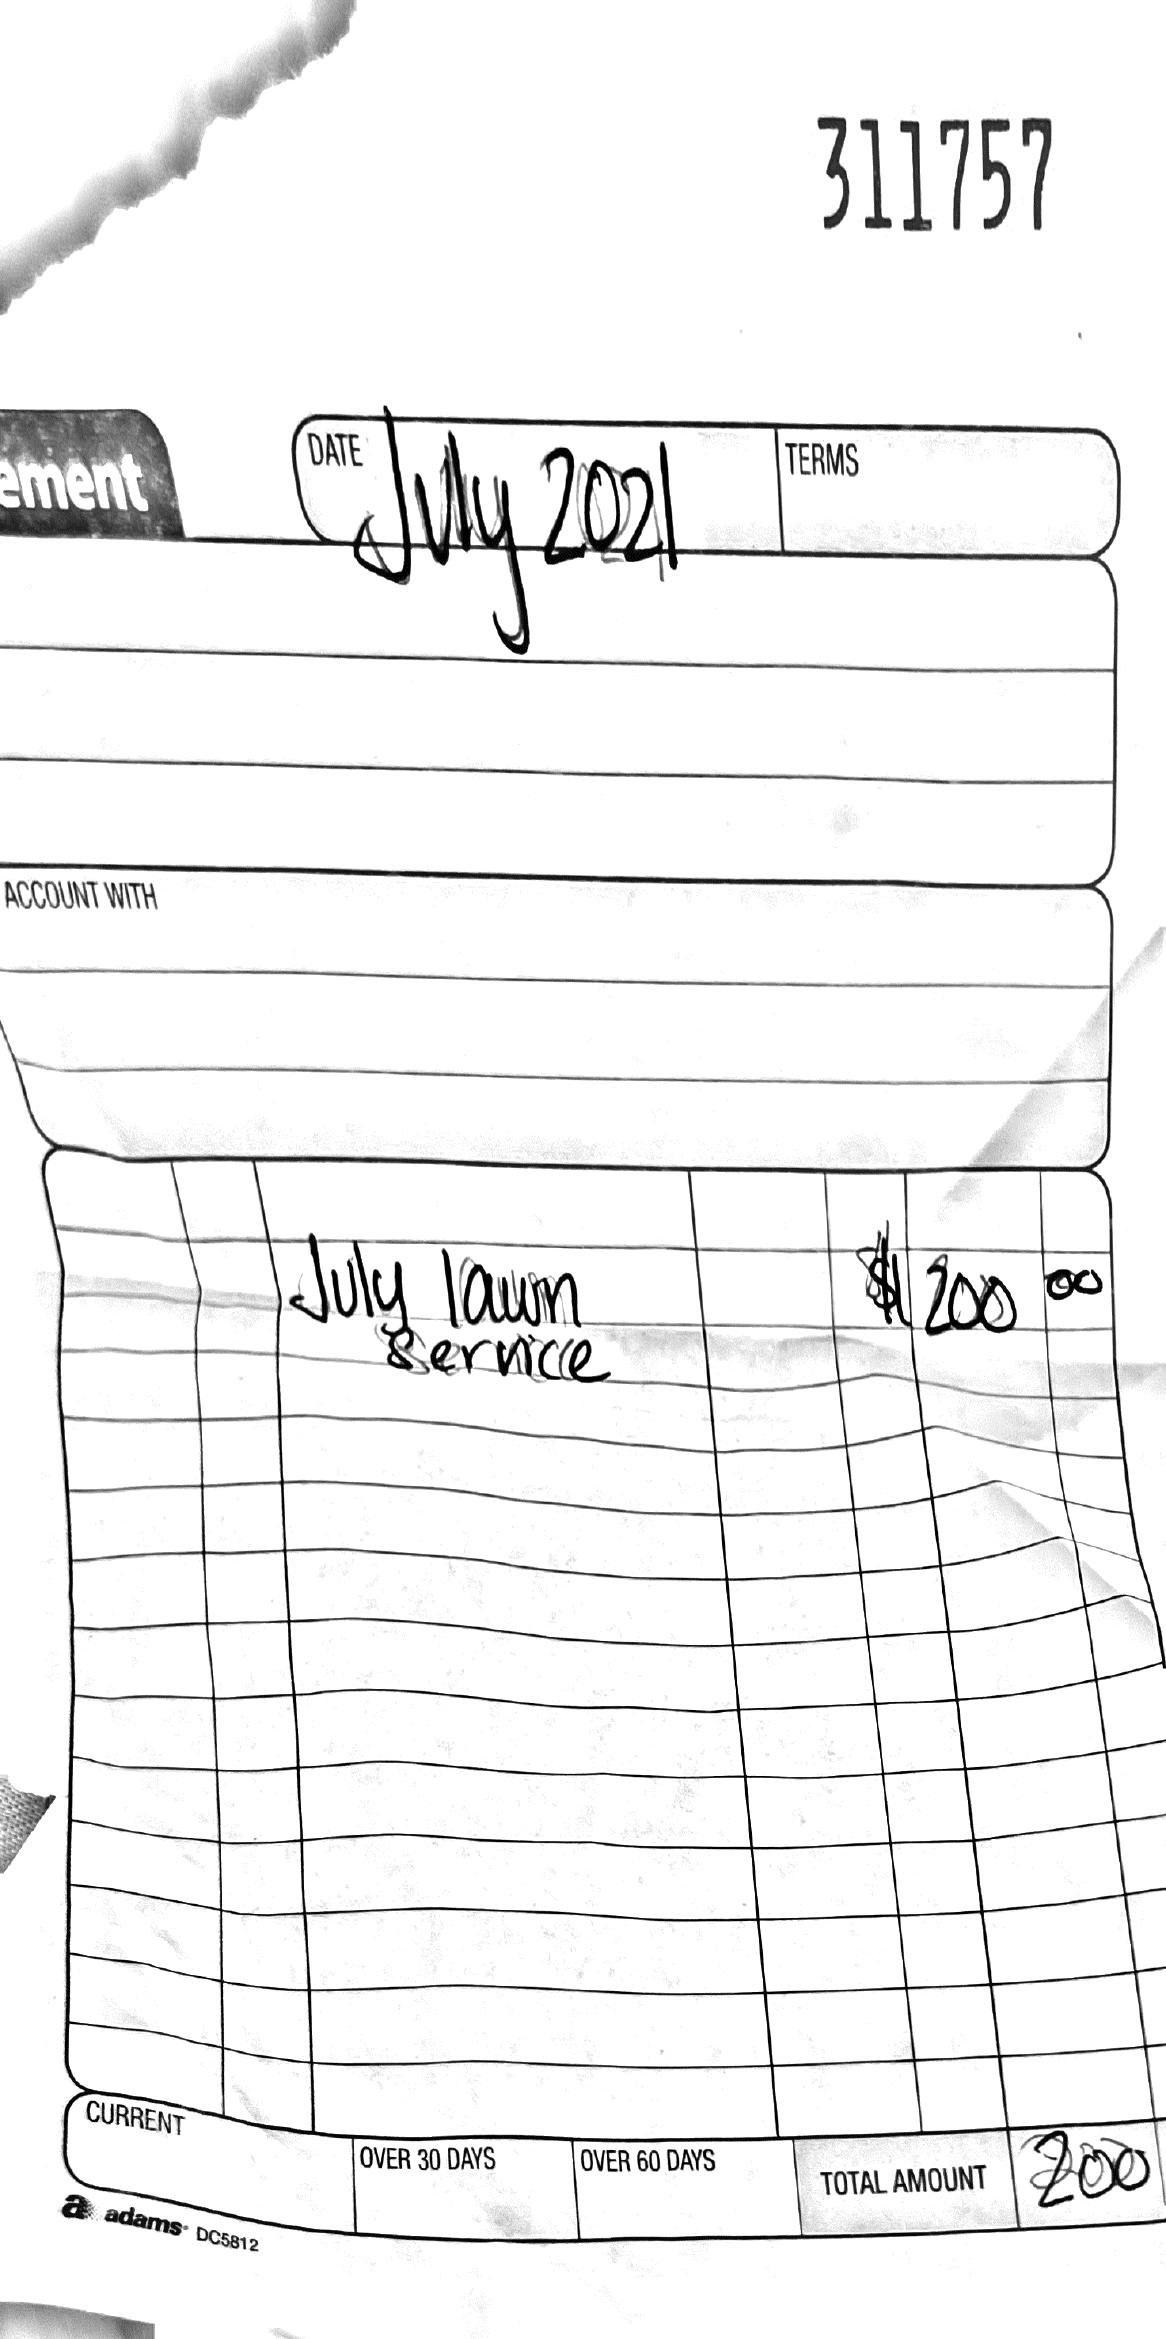 311757
ement
DATE July 2021 TERMS
ACCOUNT WITH
July lawn $ 200 00
service
CURRENT OVER 30 DAYS OVER 60 DAYS TOTAL AMOUNT 200
a adams DC5812